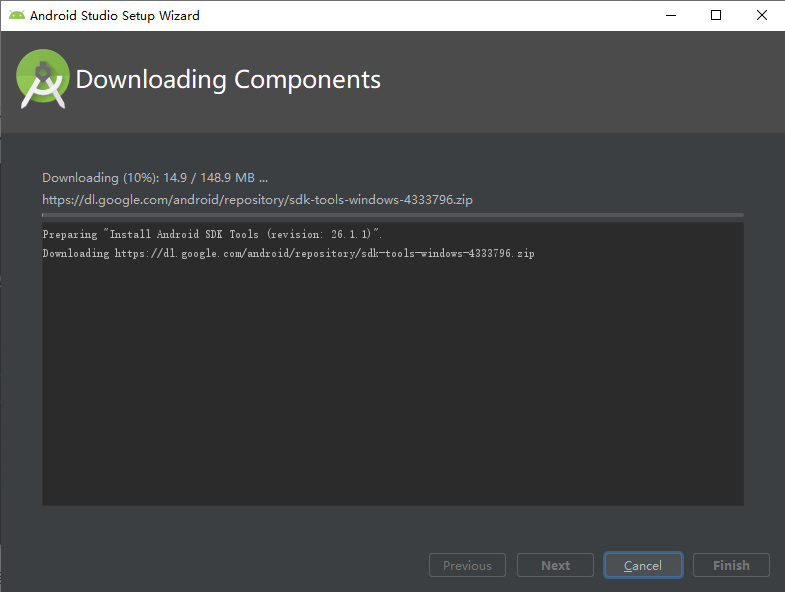 Android Studio Setup Wizard
Downloading Components
Downloading (10%): 14.9 / 148.9 MB ...
https://dl.google.com/android/repository/sdk-tools-windows-4333796.zip
Preparing "Install Android SDK Tools (revision: 26.1.1)".
Downloading https://dl.google.com/android/repository/sdk-tools-windows-4333796.zip
Previous
Next
Cancel
Finish